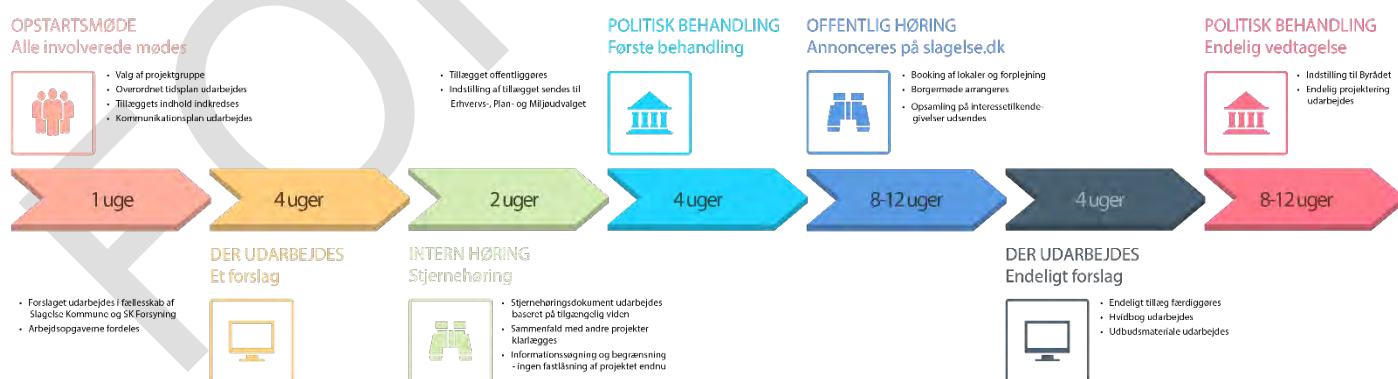 OPSTARTSMØDE
Alle involverede mødes
• Valg af projektgruppe
• Overordnet tidsplan udarbejdes
• Tillæggets indhold indkredses
• Kommunikationsplan udarbejdes
• Tillægget offentliggøres
• Indstilling af tillægget sendes til
Erhvervs-, Plan- og Miljøudvalget
POLITISK BEHANDLING
Første behandling
OFFENTLIG HØRING
Annonceres på slagelse.dk
• Booking af lokaler og forplejning
• Borgermøde arrangeres
• Opsamling på interessetilkende-
givelser udsendes
POLITISK BEHANDLING
Endelig vedtagelse
• Indstilling til Byrådet
• Endelig projektering
udarbejdes
1 uge
4 uger
2 uger
4 uger
8-12 uger
4 uger
8-12 uger
• Forslaget udarbejdes i fællesskab af
Slagelse Kommune og SK Forsyning
• Arbejdsopgaverne fordeles
DER UDARBEJDES
Et forslag
INTERN HØRING
Stjernehøring
• Stjernehøringsdokument udarbejdes
baseret på tilgængelig viden
• Sammenfald med andre projekter
klarlægges
• Informationssøgning og begrænsning
- ingen fastlåsning af projektet endnu
DER UDARBEJDES
Endeligt forslag
• Endeligt tillæg færdiggøres
• Hvidbog udarbejdes
• Udbudsmateriale udarbejdes